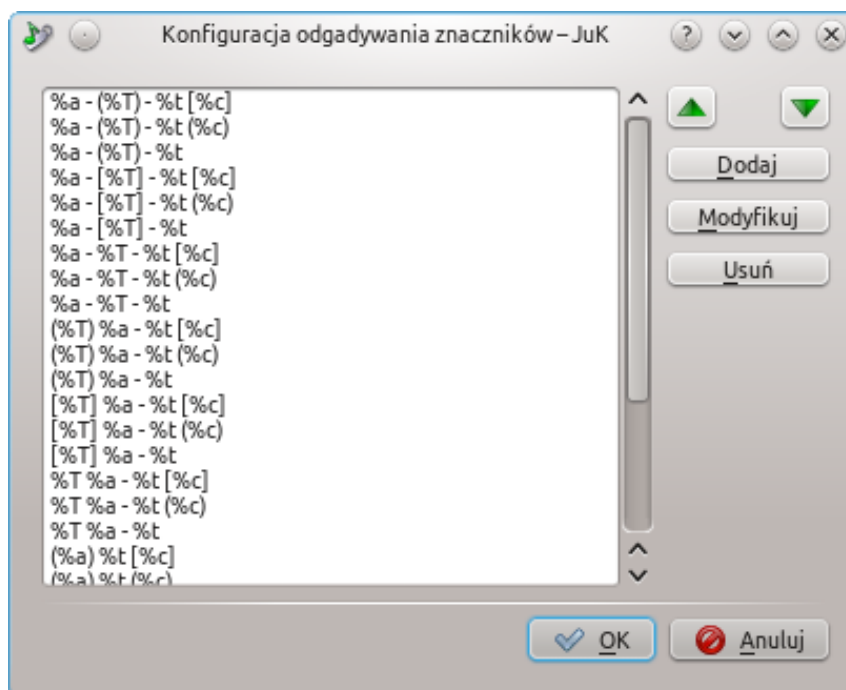 Konfiguracja odgadywania znaczników – JuK
%a - (%T) - %t [%c]
%a - (%T) - %t (%c)
%a - (%T) - %t
%a - [%T] - %t [%c]
%a - [%T] - %t (%c)
%a - [%T] - %t
%a - %T - %t [%c]
%a - %T - %t (%c)
%a - %T - %t
(%T) %a - %t [%c]
(%T) %a - %t (%c)
(%T) %a - %t
[%T] %a - %t [%c]
[%T] %a - %t (%c)
[%T] %a - %t
%T %a - %t [%c]
%T %a - %t (%c)
%T %a - %t
(%a) %t [%c]
(%a) %t (%c)
Dodaj
Modyfikuj
Usuń
OK
Anuluj